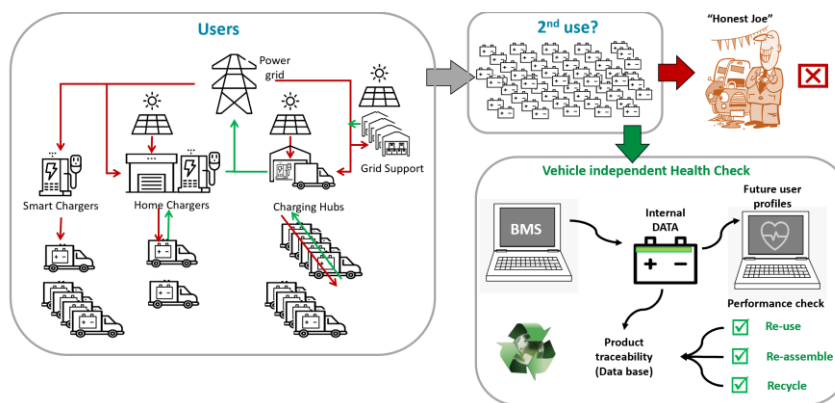 Users
Power
grid
Smart Chargers
Home Chargers
Charging Hubs
Grid Support
2nd use?
“Honest Joe”
Vehicle independent Health Check
BMS
Internal
DATA
Future user
profiles
Performance check
Re-use
Re-assemble
Recycle
Product
traceability
(Data base)